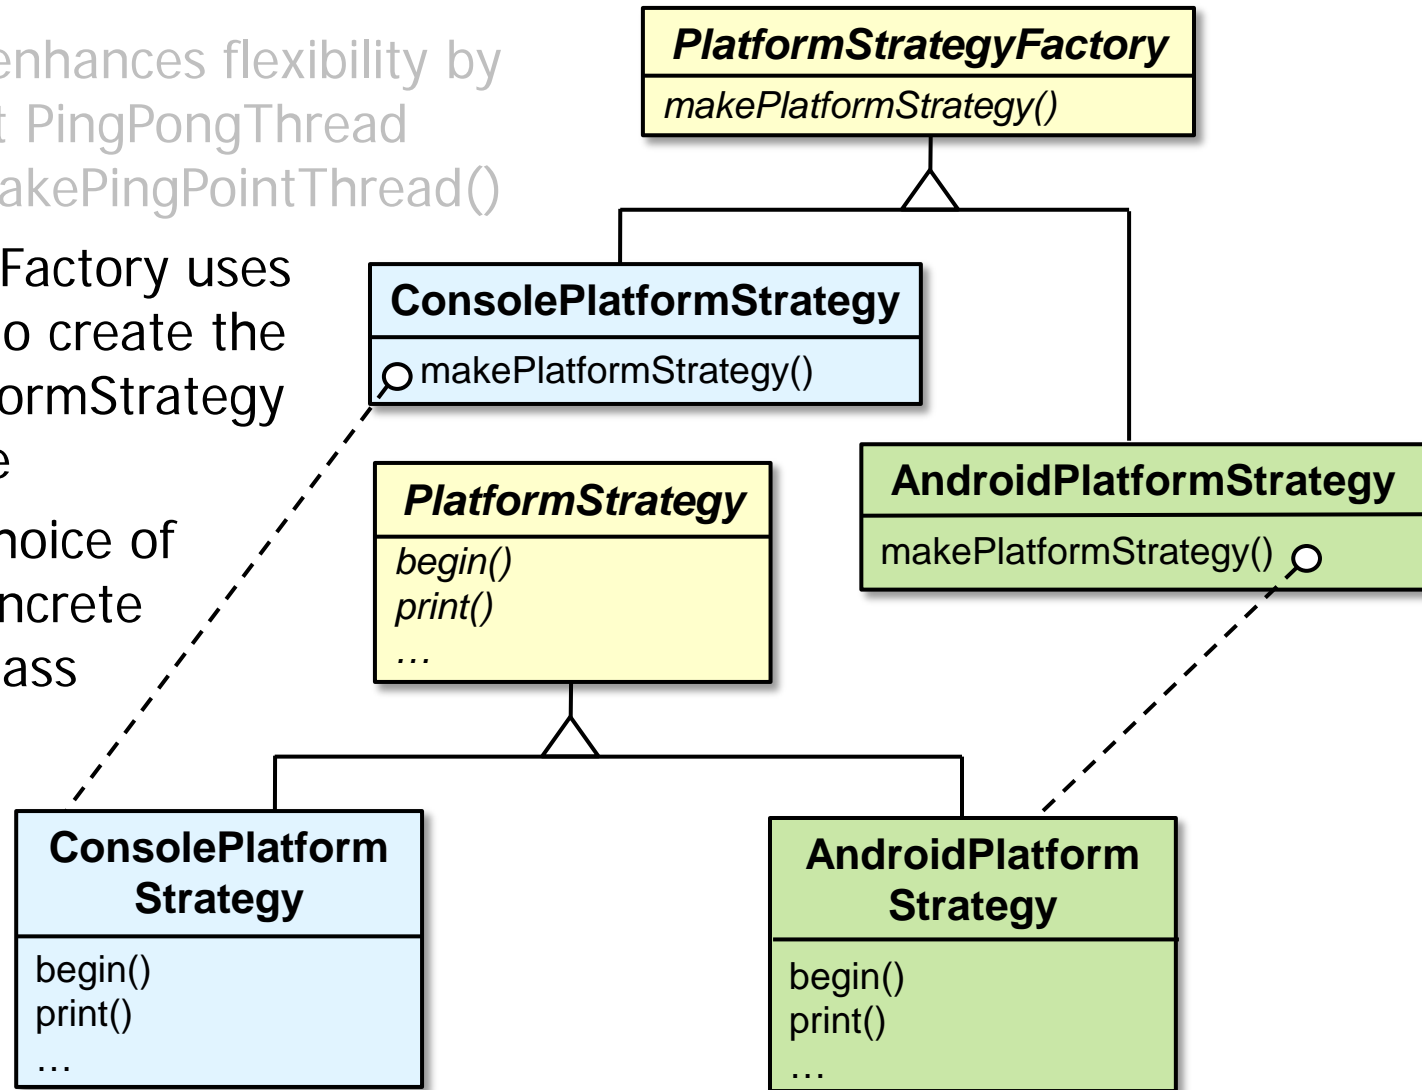 enhances flexibility by
PingPongThread
akePingPointThread()
Factory uses
o create the
ormStrategy
e
hoice of
ncrete
ass
PlatformStrategyFactory
makePlatformStrategy()
ConsolePlatformStrategy
makePlatformStrategy()
AndroidPlatformStrategy
makePlatformStrategy()
PlatformStrategy
begin()
print()
…
ConsolePlatform
Strategy
begin()
print()
…
AndroidPlatform
Strategy
begin()
print()
…